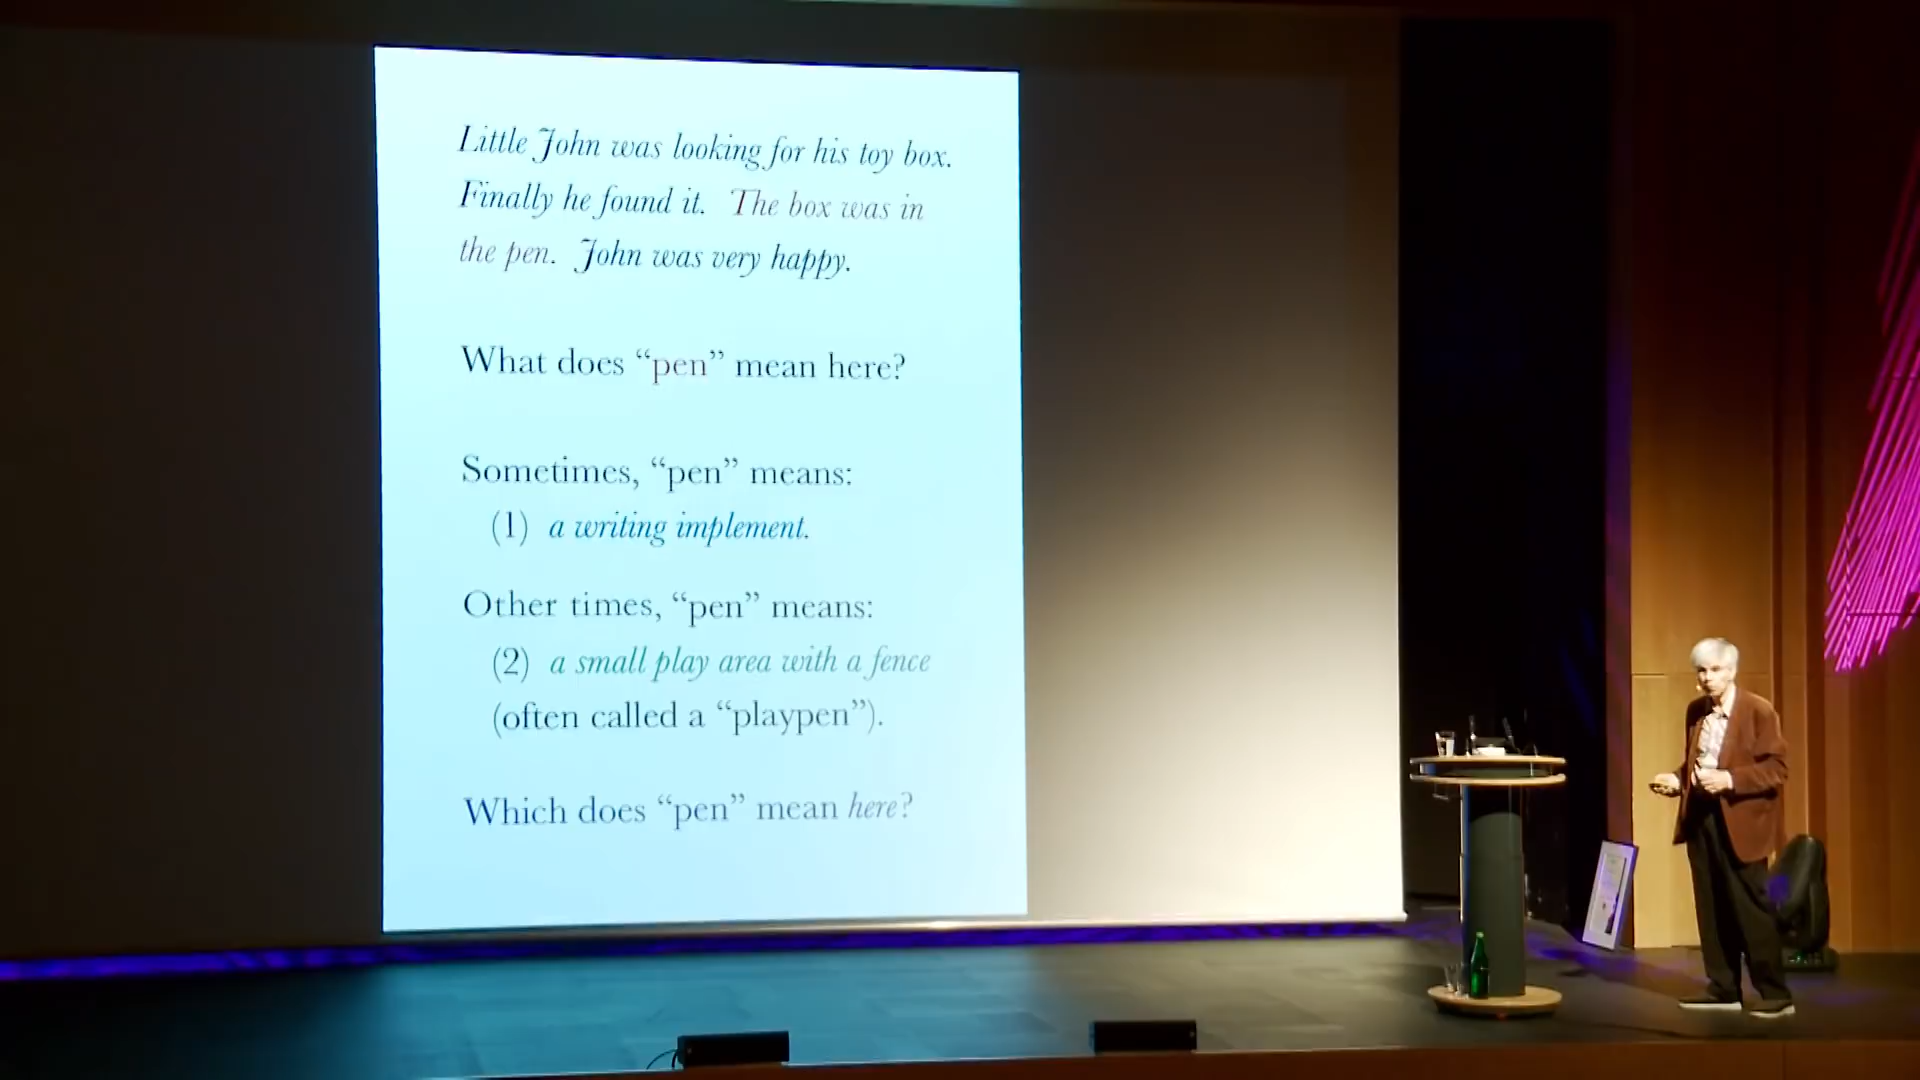 Little John was looking for his toy box.
Finally he found it. The box was in
the pen. John was very happy.
What does “pen” mean here?
Sometimes, “pen” means:
(1) a writing implement.
Other times, “pen” means:
(2) a small play area with a fence
(often called a “playpen”).
Which does “pen” mean here?